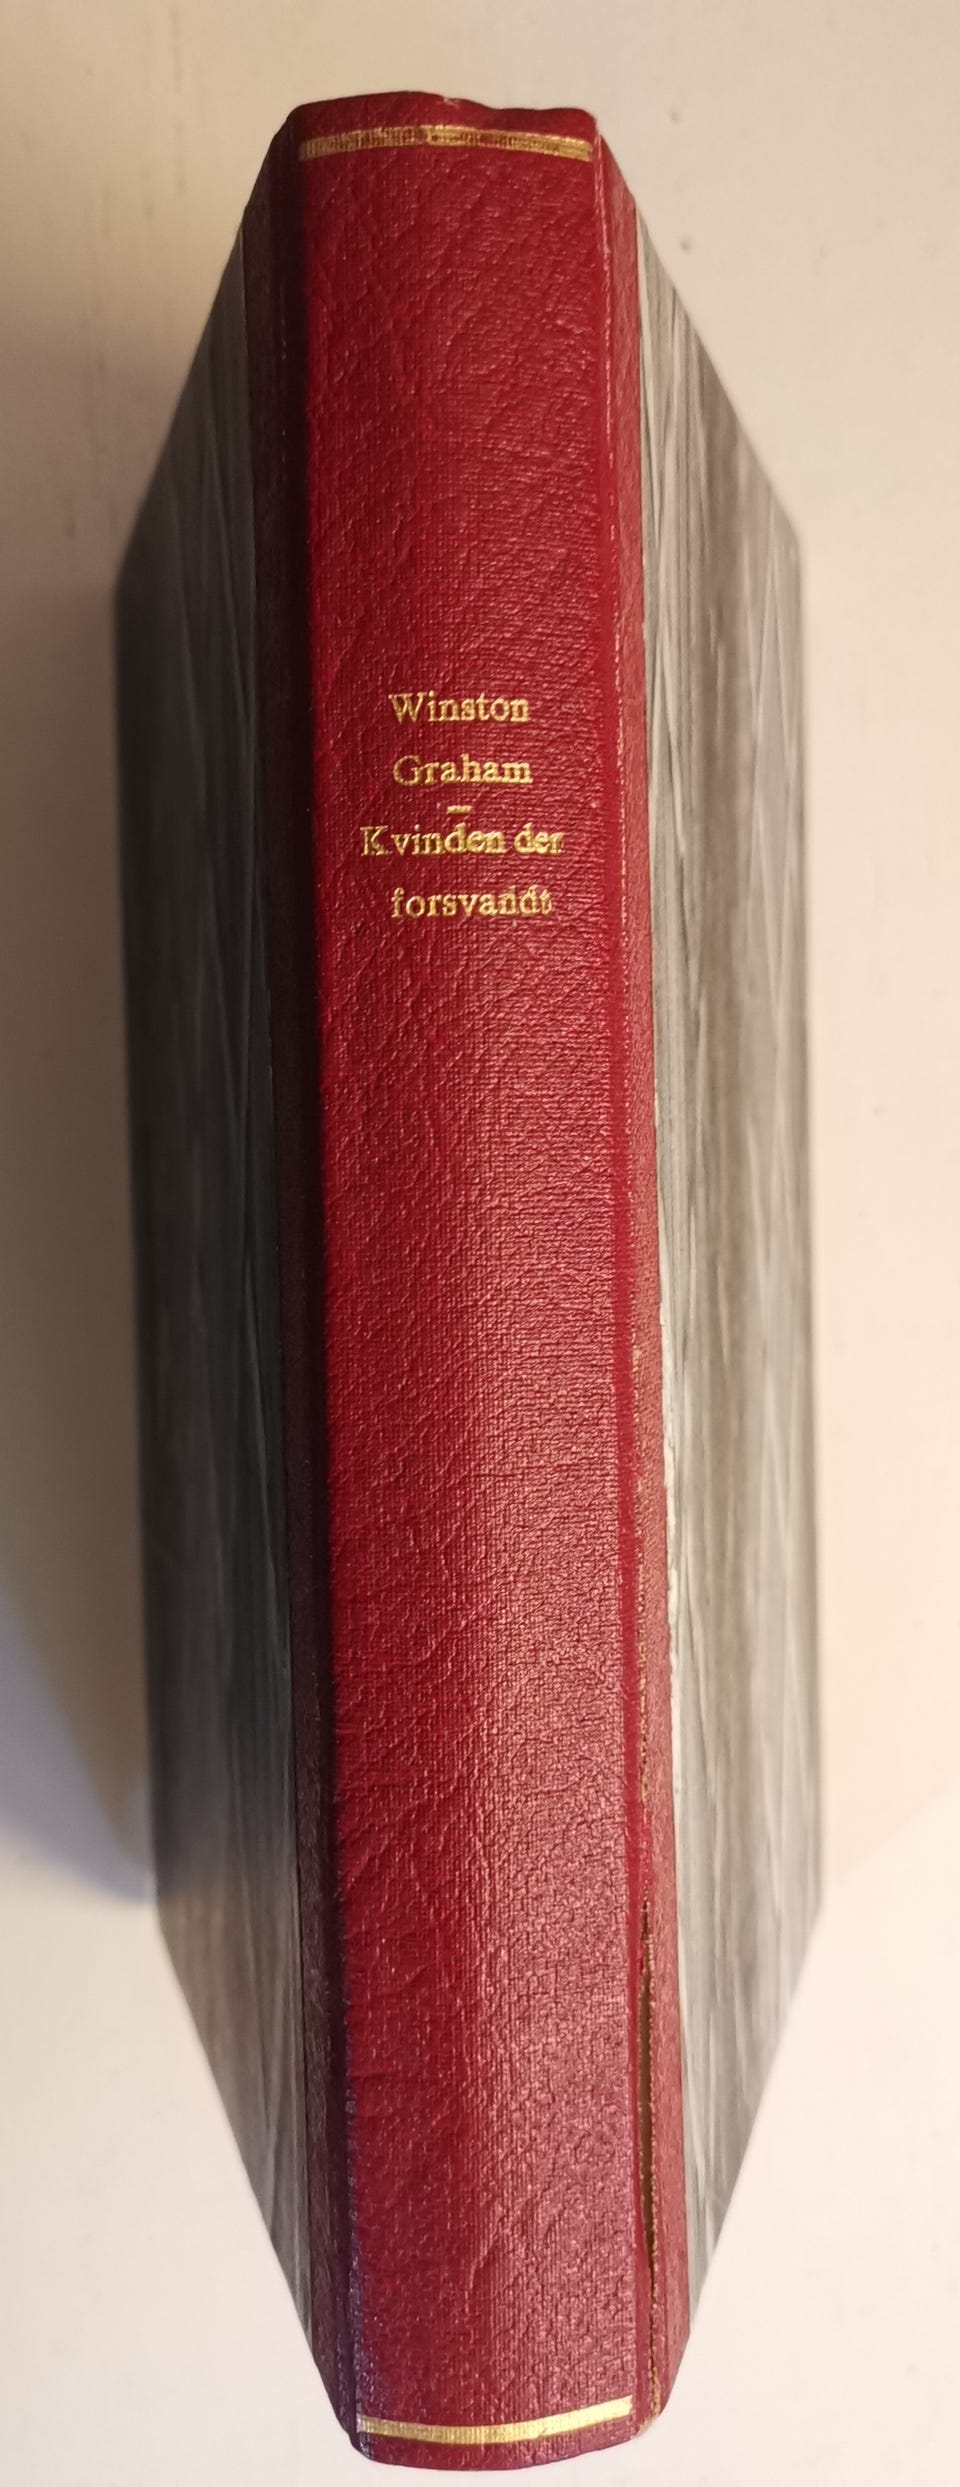 Winston
Graham
–
Kvinden der
forsvandt